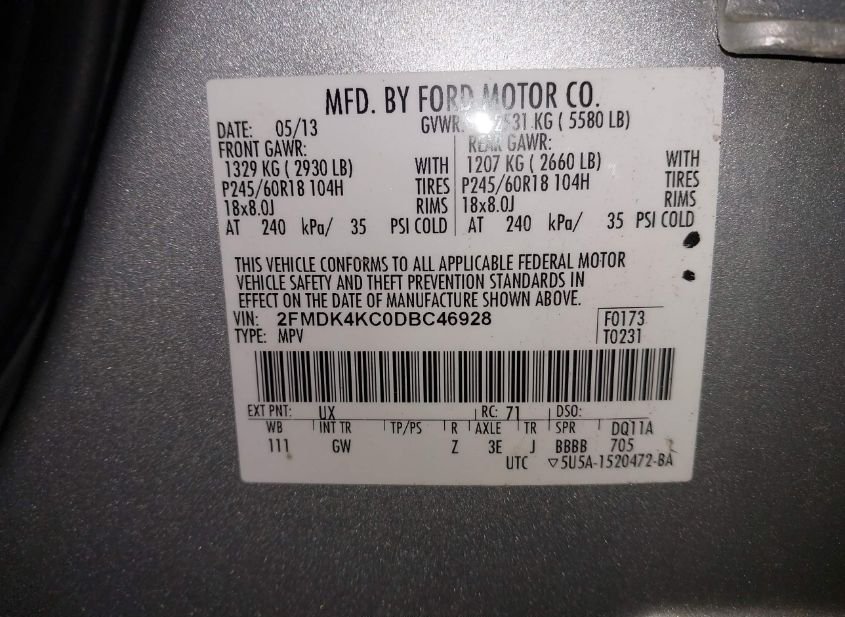 MFD. BY FORD MOTOR CO.
DATE: 05/13 GVWR: 2531 KG ( 5580 LB)
FRONT GAWR: REAR GAWR:
1329 KG ( 2930 LB) WITH 1207 KG ( 2660 LB) WITH
P245/60R18 104H TIRES P245/60R18 104H TIRES
18x8.0J RIMS 18x8.0J RIMS
AT 240 kPa/ 35 PSI COLD AT 240 kPa/ 35 PSI COLD
THIS VEHICLE CONFORMS TO ALL APPLICABLE FEDERAL MOTOR
VEHICLE SAFETY AND THEFT PREVENTION STANDARDS IN
EFFECT ON THE DATE OF MANUFACTURE SHOWN ABOVE.
VIN: 2FMDK4KC0DBC46928 F0173
TYPE: MPV T0231
EXT PNT: UX RC: 71 DSO:
WB INT TR TP/PS R AXLE TR SPR DQ11A
111 GW Z 3E J BBBB 705
UTC ▽5U5A-1520472-BA